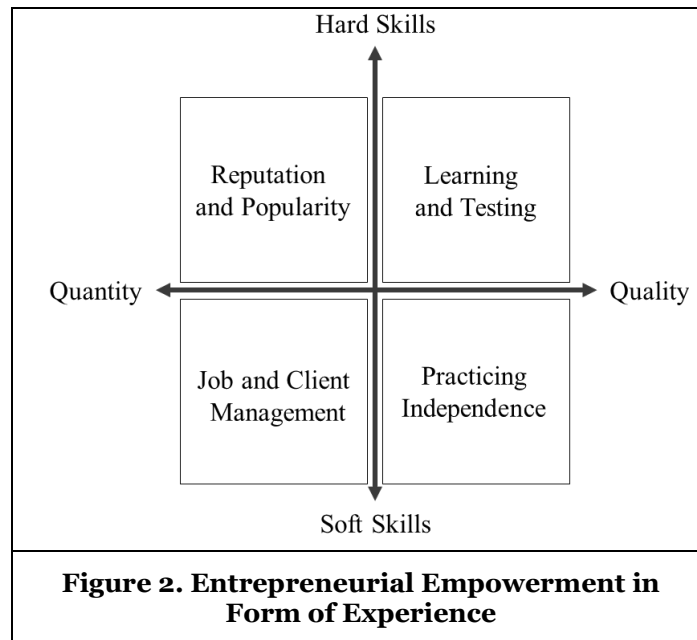 Hard Skills
Reputation
and Popularity
Learning
and Testing
Quantity
Quality
Job and Client
Management
Practicing
Independence
Soft Skills
Figure 2. Entrepreneurial Empowerment in
Form of Experience